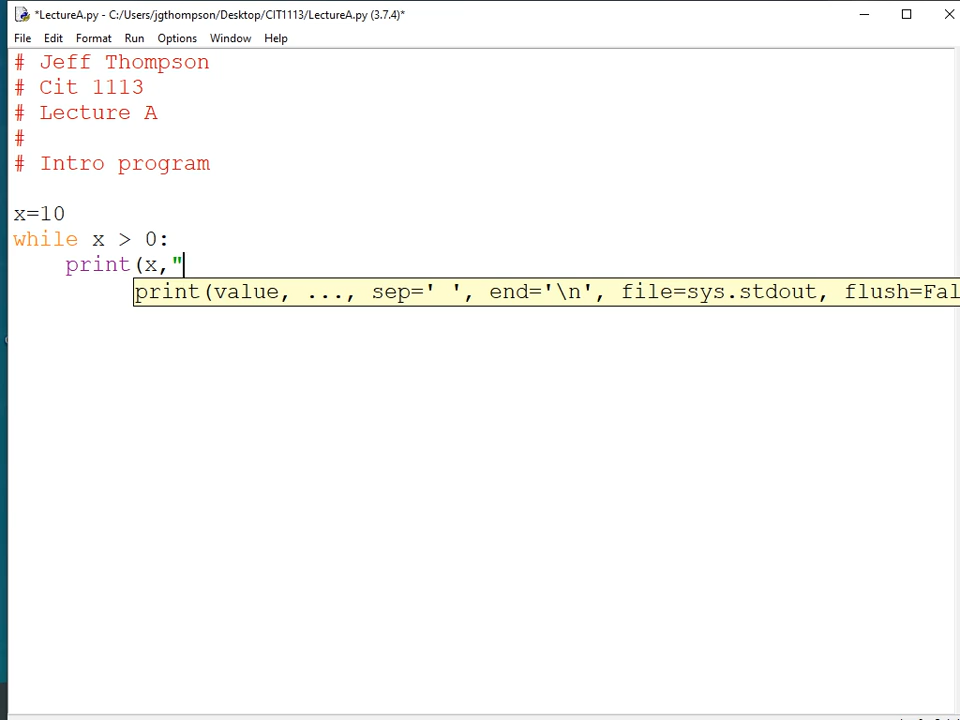 *LectureA.py - C:/Users/jgthompson/Desktop/CIT1113/LectureA.py (3.7.4)*
File Edit Format Run Options Window Help
# Jeff Thompson
# Cit 1113
# Lecture A
#
# Intro program
x=10
while x > 0:
    print(x,"
print(value, ..., sep=' ', end='\n', file=sys.stdout, flush=Fal